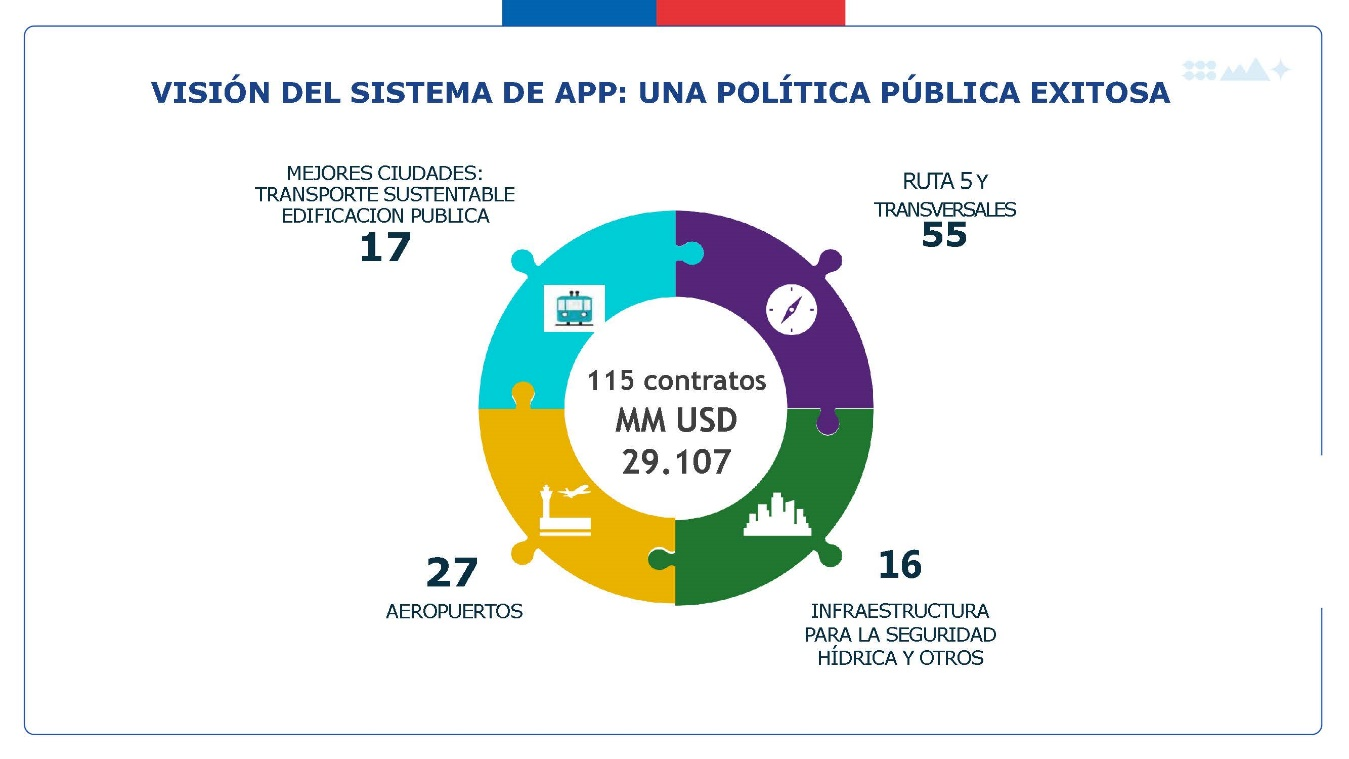 VISIÓN DEL SISTEMA DE APP: UNA POLÍTICA PÚBLICA EXITOSA
MEJORES CIUDADES:
TRANSPORTE SUSTENTABLE
EDIFICACION PUBLICA
17
RUTA 5 Y
TRANSVERSALES
55
115 contratos
MM USD
29.107
27
AEROPUERTOS
16
INFRAESTRUCTURA
PARA LA SEGURIDAD
HÍDRICA Y OTROS